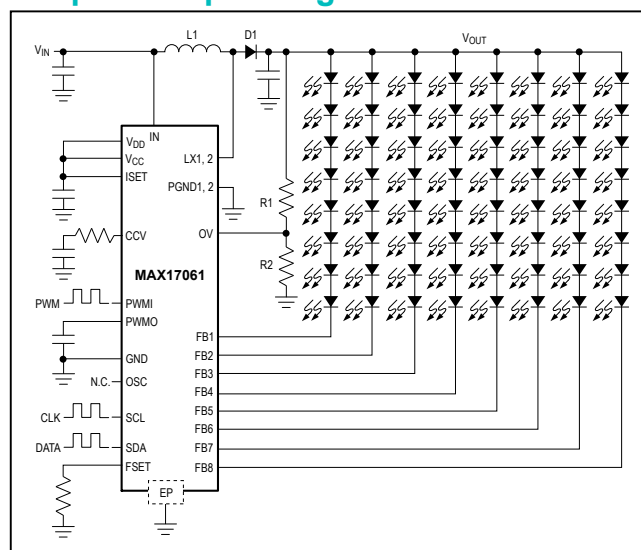 L1
D1
VIN
VOUT
IN
VDD
VCC
ISET
LX1, 2
PGND1, 2
CCV
OV
R1
R2
MAX17061
PWM
PWMI
PWMO
GND
N.C.
OSC
CLK
SCL
DATA
SDA
FSET
FB1
FB2
FB3
FB4
FB5
FB6
FB7
FB8
EP